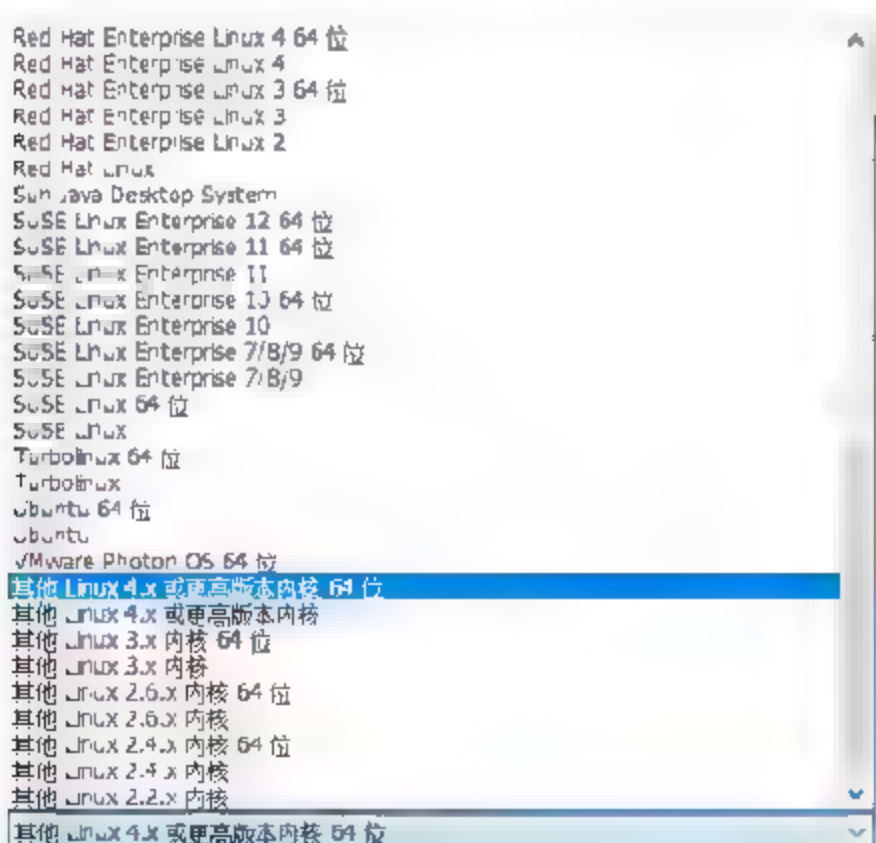 Red Hat Enterprise Linux 4 64 位
Red Hat Enterprise Linux 4
Red Hat Enterprise Linux 3 64 位
Red Hat Enterprise Linux 3
Red Hat Enterprise Linux 2
Red Hat Linux
Sun Java Desktop System
SUSE Linux Enterprise 12 64 位
SUSE Linux Enterprise 11 64 位
SUSE Linux Enterprise 11
SUSE Linux Enterprise 10 64 位
SUSE Linux Enterprise 10
SUSE Linux Enterprise 7/8/9 64 位
SUSE Linux Enterprise 7/8/9
SUSE Linux 64 位
SUSE Linux
Turbolinux 64 位
Turbolinux
Ubuntu 64 位
Ubuntu
VMware Photon OS 64 位
其他 Linux 4.x 或更高版本内核 64 位
其他 Linux 4.x 或更高版本内核
其他 Linux 3.x 内核 64 位
其他 Linux 3.x 内核
其他 Linux 2.6.x 内核 64 位
其他 Linux 2.6.x 内核
其他 Linux 2.4.x 内核 64 位
其他 Linux 2.4.x 内核
其他 Linux 2.2.x 内核
其他 Linux 4.x 或更高版本内核 64 位